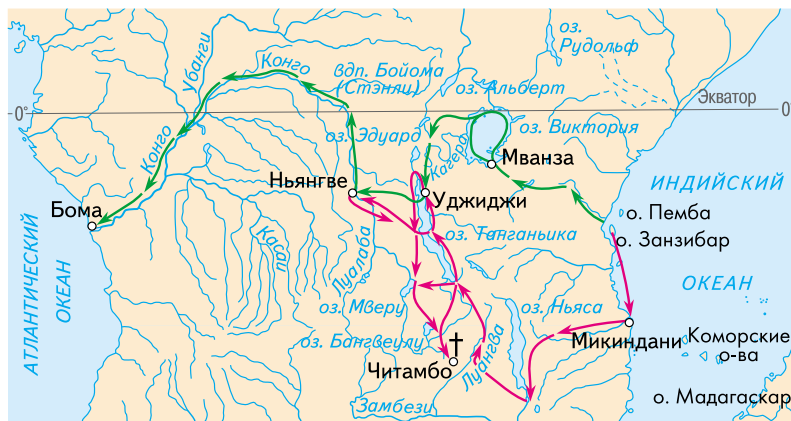 оз.
Рудольф
Убанги
Конго
вдп. Бойома
(Стэнли)
оз. Альберт
Экватор
0°
0
оз. Эдуард
оз. Виктория
Конго
Кагера
Мванза
Ньянгве
Уджиджи
ИНДИЙСКИЙ
Бома
о. Пемба
о. Занзибар
оз. Танганьика
Касаи
Луалаба
АТЛАНТИЧЕСКИЙ
ОКЕАН
ОКЕАН
оз. Мверу
оз. Ньяса
оз. Бангвеулу
Микиндани
Коморские
о-ва
Читамбо
Луангва
Замбези
о. Мадагаскар